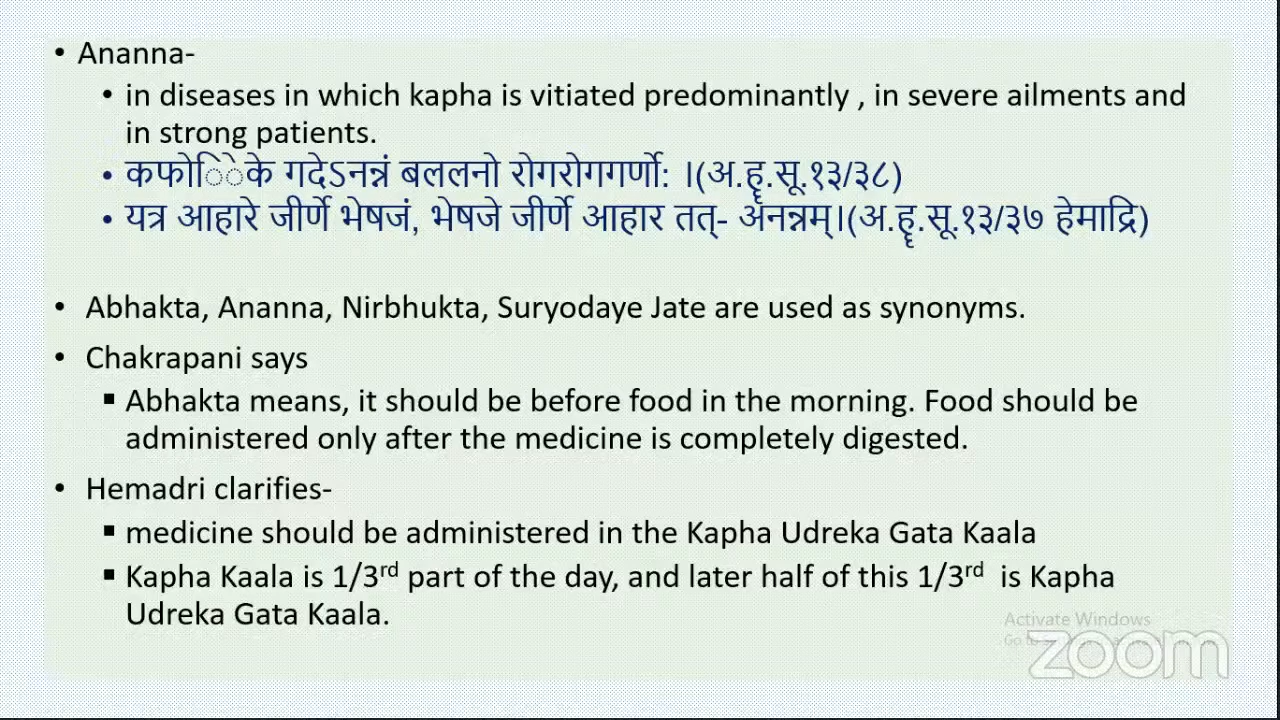 • Ananna-
• in diseases in which kapha is vitiated predominantly , in severe ailments and
in strong patients.
• कफोि​ेके गदेऽनन्नं बललनो रोगरोगगर्णो: ।(अ.हृ.सू.१३/३८)
• यत्र आहारे जीर्णे भेषजं, भेषजे जीर्णे आहार तत्- अनन्नम्।(अ.हृ.सू.१३/३७ हेमाद्रि)
• Abhakta, Ananna, Nirbhukta, Suryodaye Jate are used as synonyms.
• Chakrapani says
▪ Abhakta means, it should be before food in the morning. Food should be
administered only after the medicine is completely digested.
• Hemadri clarifies-
▪ medicine should be administered in the Kapha Udreka Gata Kaala
▪ Kapha Kaala is 1/3rd part of the day, and later half of this 1/3rd is Kapha
Udreka Gata Kaala.
Activate Windows
zoom